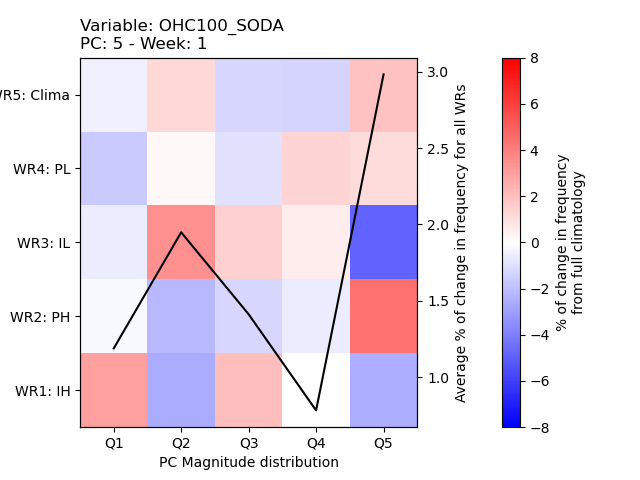 Variable: OHC100_SODA
PC: 5 - Week: 1
WR5: Clima
WR4: PL
WR3: IL
WR2: PH
WR1: IH
Q1 Q2 Q3 Q4 Q5
PC Magnitude distribution
3.0
2.5
2.0
1.5
1.0
Average % of change in frequency for all WRs
8
6
4
2
0
−2
−4
−6
−8
% of change in frequency
from full climatology